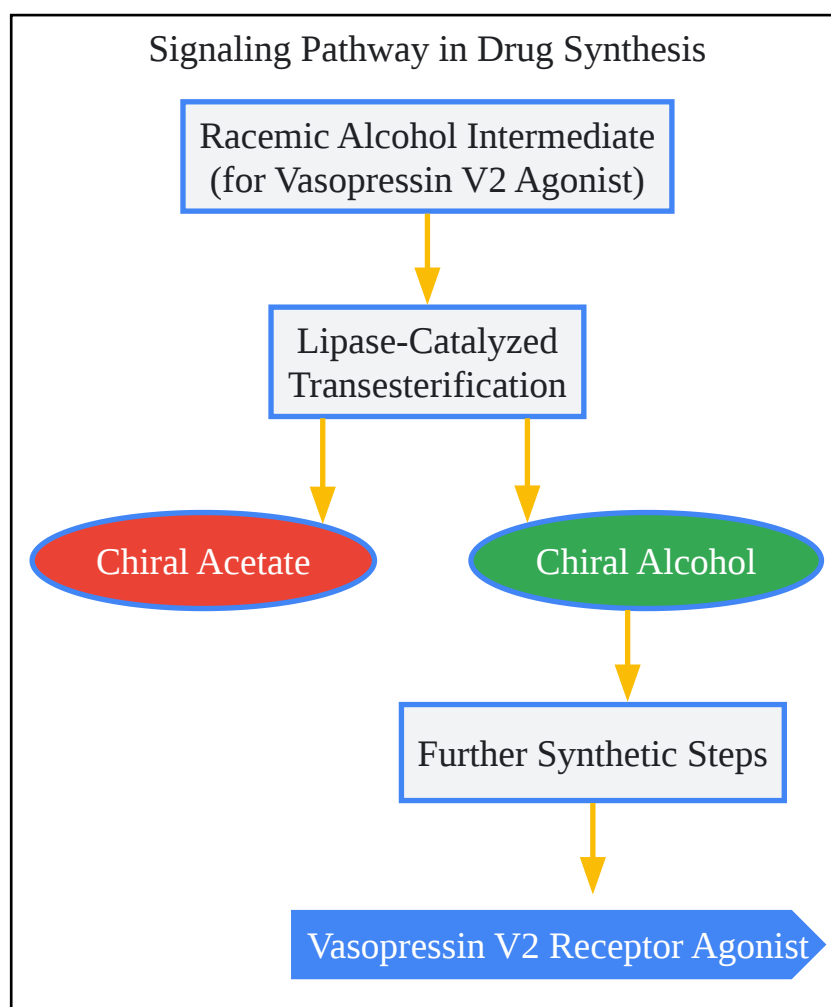 Signaling Pathway in Drug Synthesis
Racemic Alcohol Intermediate
(for Vasopressin V2 Agonist)
Lipase-Catalyzed
Transesterification
Chiral Acetate
Chiral Alcohol
Further Synthetic Steps
Vasopressin V2 Receptor Agonist